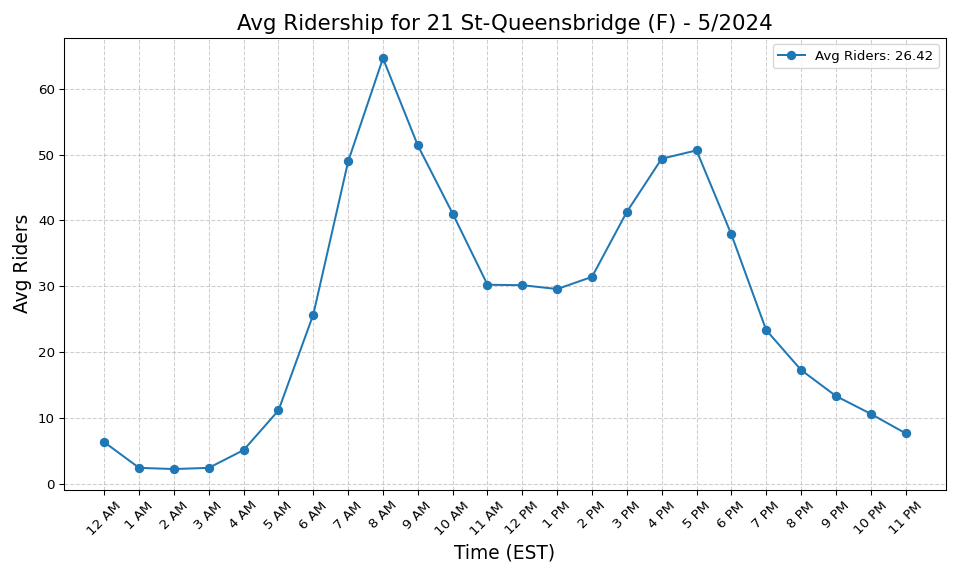 Avg Ridership for 21 St-Queensbridge (F) - 5/2024
Avg Riders: 26.42
Avg Riders
60
50
40
30
20
10
0
12 AM
1 AM
2 AM
3 AM
4 AM
5 AM
6 AM
7 AM
8 AM
9 AM
10 AM
11 AM
12 PM
1 PM
2 PM
3 PM
4 PM
5 PM
6 PM
7 PM
8 PM
9 PM
10 PM
11 PM
Time (EST)